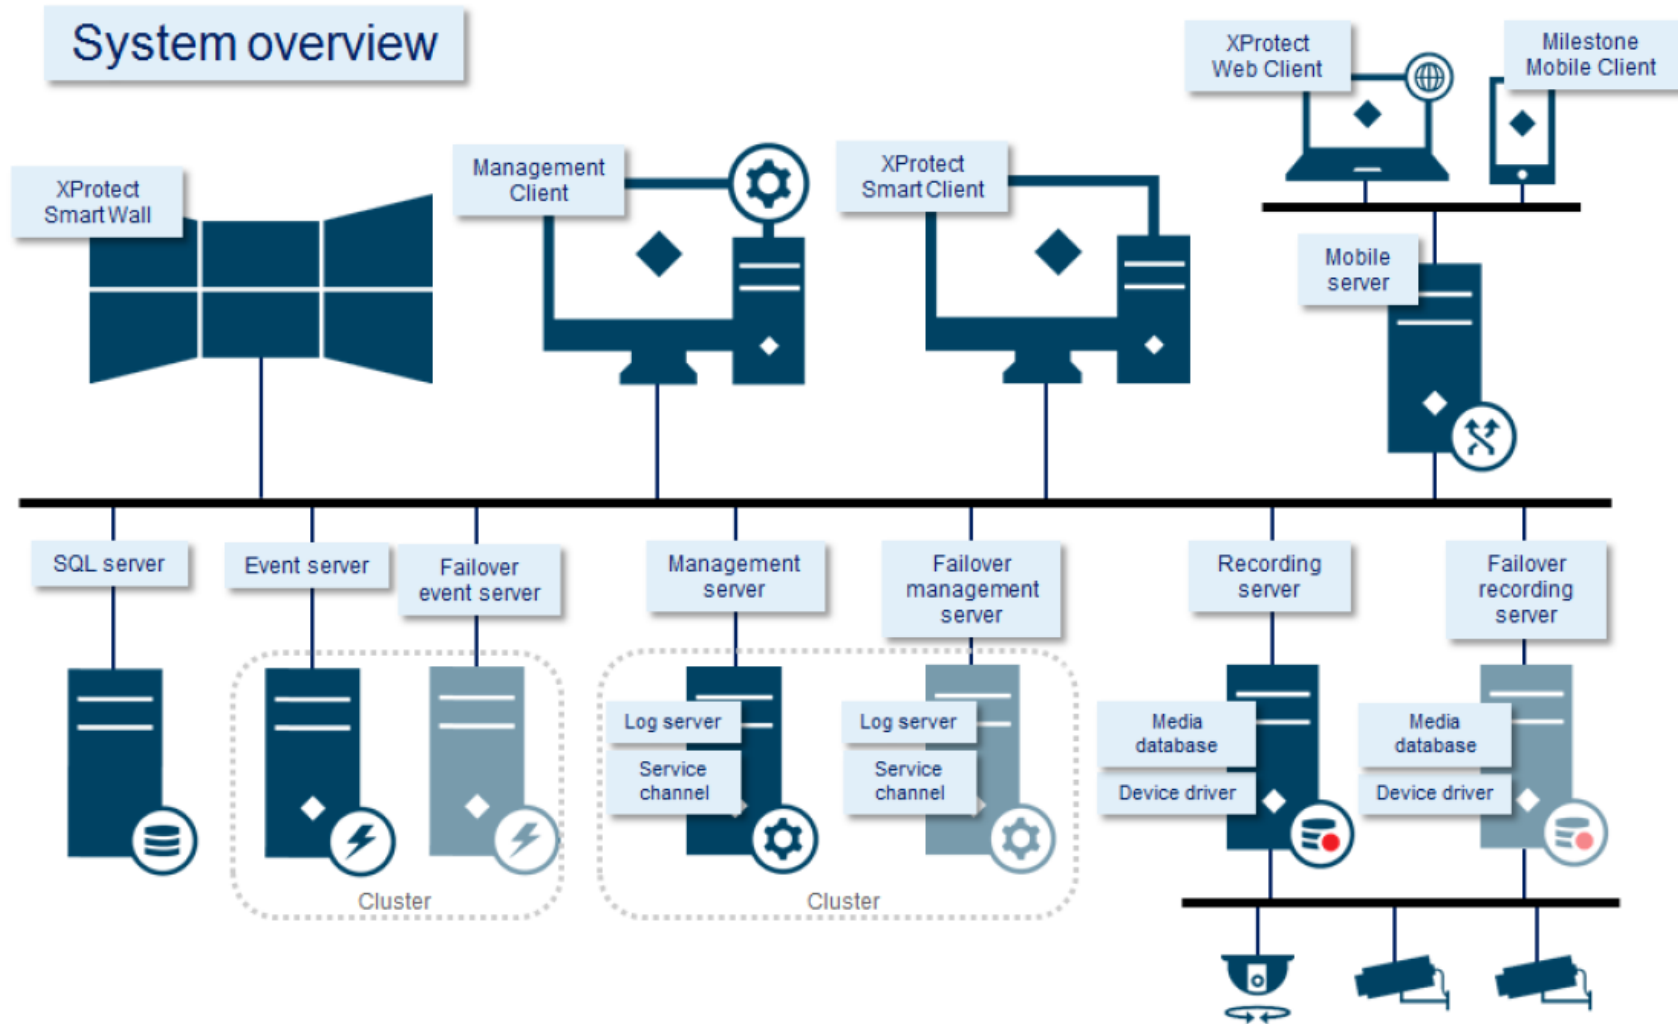 System overview
XProtect
Web Client
Milestone
Mobile Client
XProtect
Smart Wall
Management
Client
XProtect
Smart Client
Mobile
server
SQL server
Event server
Failover
event server
Management
server
Failover
management
server
Recording
server
Failover
recording
server
Log server
Service
channel
Log server
Service
channel
Media
database
Device driver
Media
database
Device driver
Cluster
Cluster